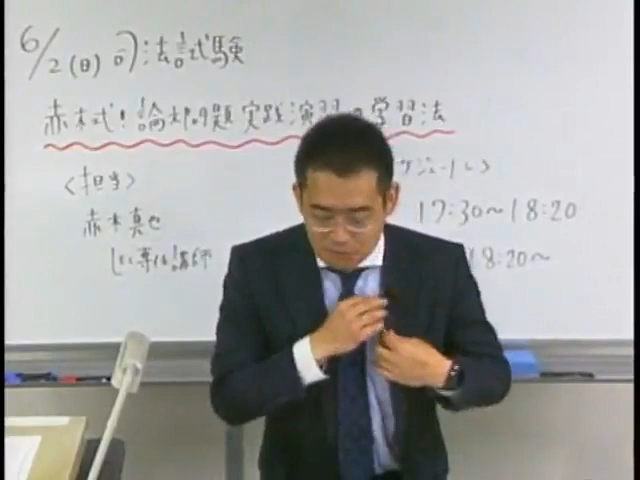 6/2(日) 司法試験
赤木式!論文問題実践演習の学習法
<担当>
赤木真也
LEC専任講師
17:30~18:20
18:20~